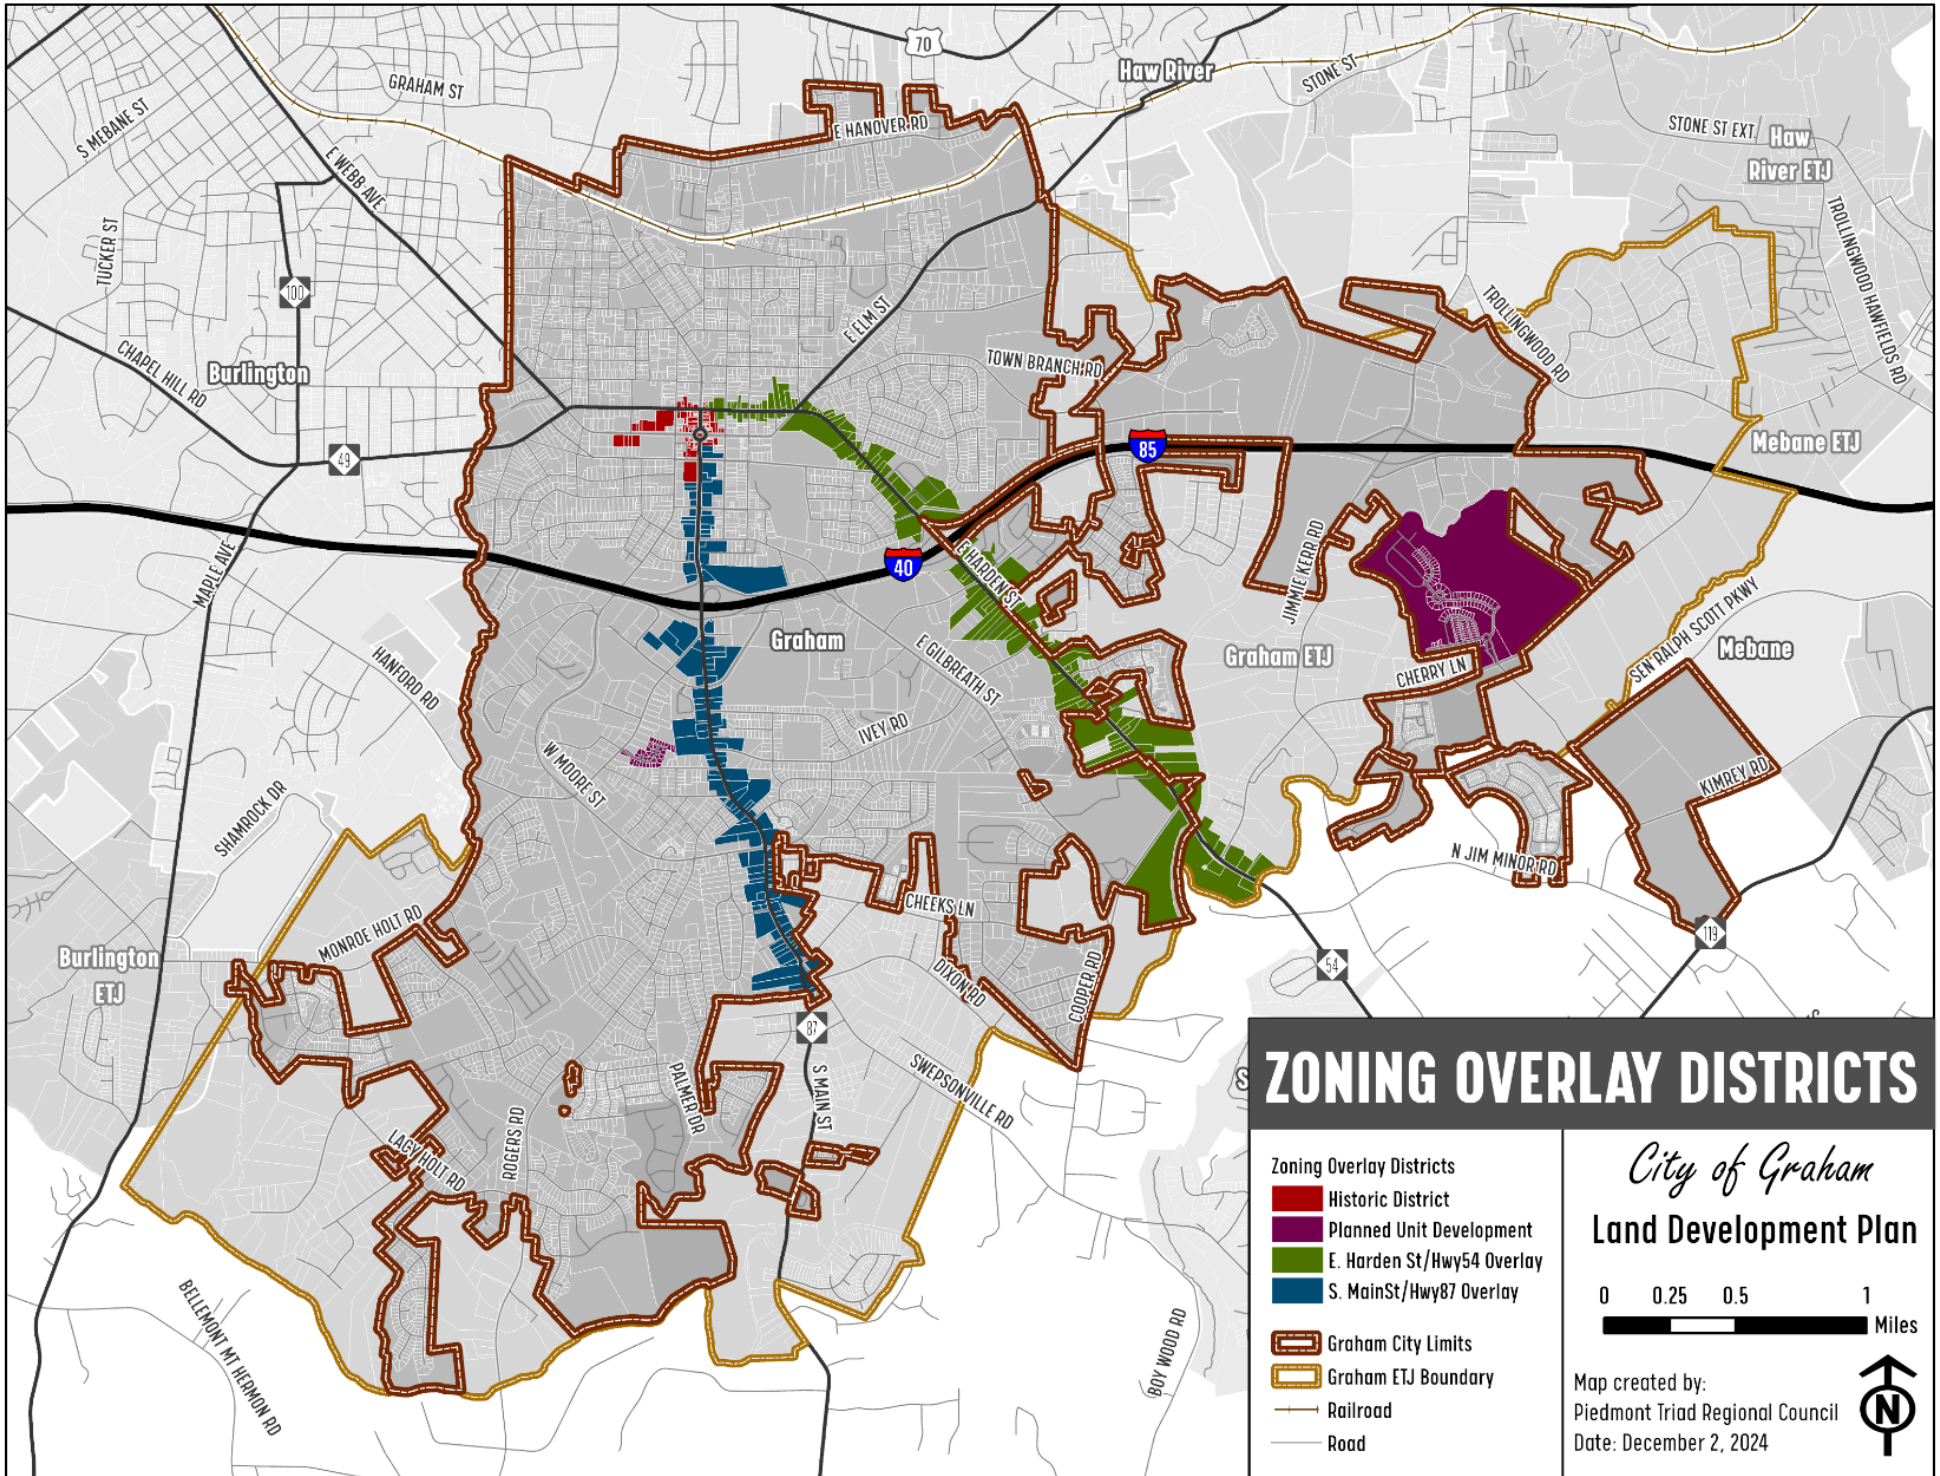 70
Haw River
GRAHAM ST
STONE ST
S MEBANE ST
E HANOVER RD
STONE ST EXT
Haw
River ETJ
E WEBB AVE
TROLLINGWOOD HAWFIELDS RD
TUCKER ST
100
E ELM ST
TROLLINGWOOD RD
TOWN BRANCH RD
CHAPEL HILL RD
Burlington
49
85
Mebane ETJ
40
MAPLE AVE
E HARDEN ST
JIMMIE KERR RD
SEN RALPH SCOTT PKWY
Graham
HANFORD RD
E GILBREATH ST
Graham ETJ
CHERRY LN
Mebane
IVEY RD
W MOORE ST
KIMREY RD
SHAMROCK DR
N JIM MINOR RD
CHEEKS LN
MONROE HOLT RD
119
Burlington
ETJ
DIXON RD
COOPER RD
54
87
SWEPSONVILLE RD
S MAIN ST
PALMER DR
ROGERS RD
LACY HOLT RD
BELLEMONT MT HERMON RD
BOY WOOD RD
S
ZONING OVERLAY DISTRICTS
Zoning Overlay Districts
Historic District
Planned Unit Development
E. Harden St/Hwy54 Overlay
S. MainSt/Hwy87 Overlay
Graham City Limits
Graham ETJ Boundary
Railroad
Road
City of Graham
Land Development Plan
0 0.25 0.5 1
Miles
Map created by:
Piedmont Triad Regional Council
Date: December 2, 2024
N